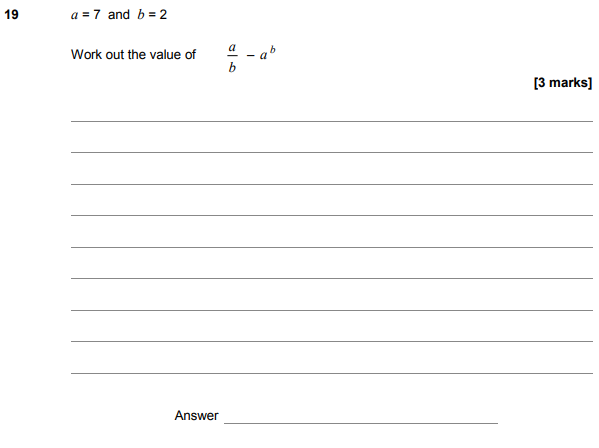 19 a = 7 and b = 2
Work out the value of a/b − a^b
[3 marks]
Answer